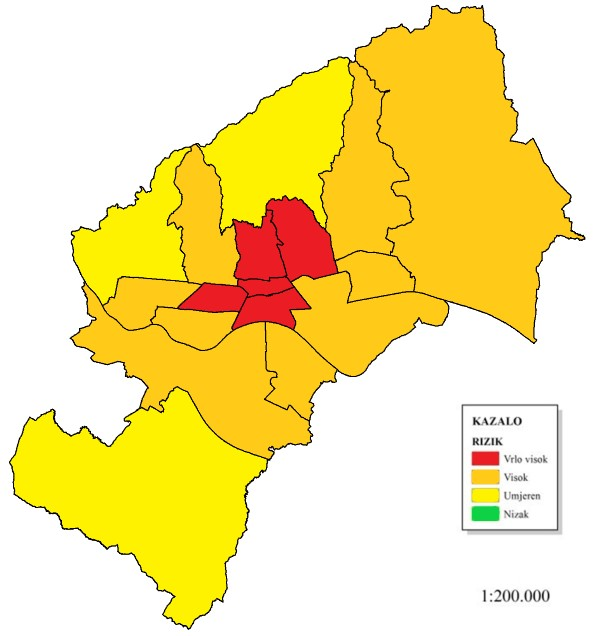 KAZALO
RIZIK
Vrlo visok
Visok
Umjeren
Nizak
1:200.000